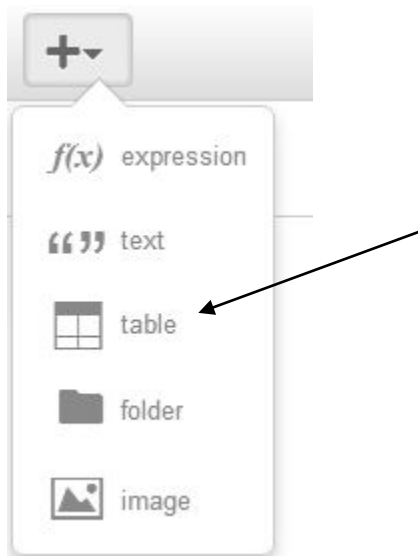 f(x) expression
“” text
table
folder
image